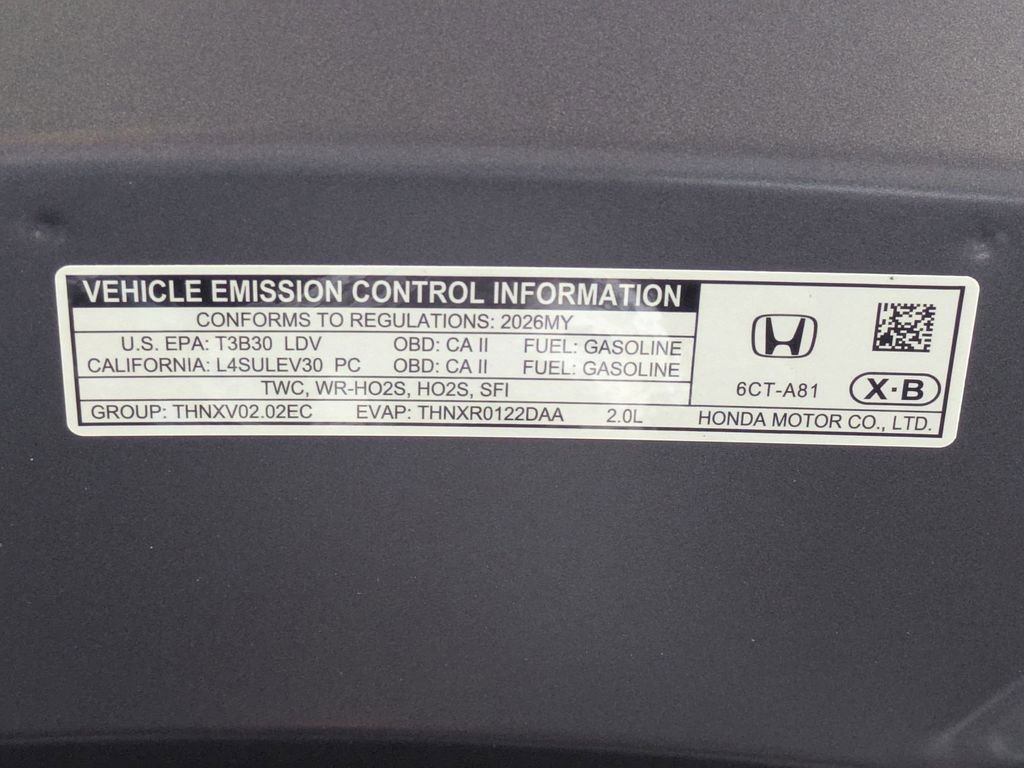 VEHICLE EMISSION CONTROL INFORMATION
CONFORMS TO REGULATIONS: 2026MY
U.S. EPA: T3B30 LDV OBD: CA II FUEL: GASOLINE
CALIFORNIA: L4SULEV30 PC OBD: CA II FUEL: GASOLINE
TWC, WR-HO2S, HO2S, SFI
GROUP: THNXV02.02EC EVAP: THNXR0122DAA 2.0L
6CT-A81 X·B
HONDA MOTOR CO., LTD.